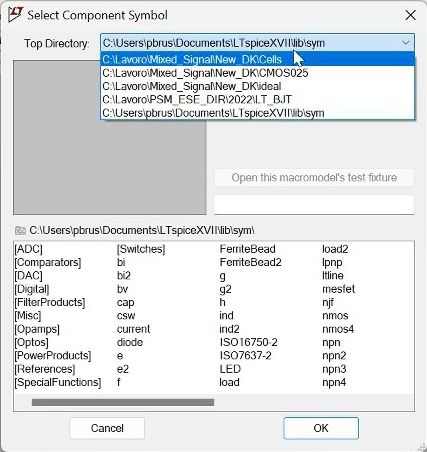 LT Select Component Symbol
Top Directory: C:\Users\pbrus\Documents\LTspiceXVII\lib\sym
C:\Lavoro\Mixed_Signal\New_DK\Cells
C:\Lavoro\Mixed_Signal\New_DK\CMOS025
C:\Lavoro\Mixed_Signal\New_DK\ideal
C:\Lavoro\PSM_ESE_DIR\2022\LT_BJT
C:\Users\pbrus\Documents\LTspiceXVII\lib\sym
Open this macromodel's test fixture
C:\Users\pbrus\Documents\LTspiceXVII\lib\sym\
[ADC] [Switches] FerriteBead load2
[Comparators] bi FerriteBead2 lpnp
[DAC] bi2 g ltline
[Digital] bv g2 mesfet
[FilterProducts] cap h njf
[Misc] csw ind nmos
[Opamps] current ind2 nmos4
[Optos] diode ISO16750-2 npn
[PowerProducts] e ISO7637-2 npn2
[References] e2 LED npn3
[SpecialFunctions] f load npn4
Cancel OK